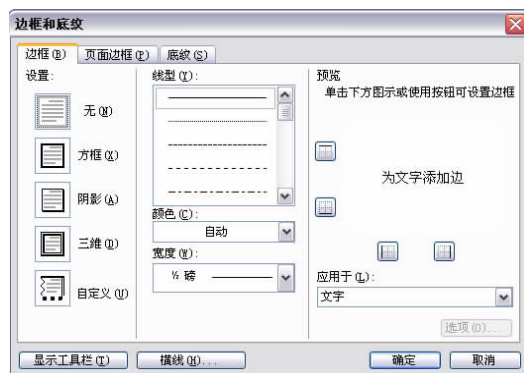 边框和底纹
边框(B) 页面边框(P) 底纹(S)
设置:
无(N)
方框(X)
阴影(A)
三维(D)
自定义(U)
线型(Y):
颜色(C):
自动
宽度(W):
½ 磅
预览
单击下方图示或使用按钮可设置边框
为文字添加边
应用于(L):
文字
选项(O)...
显示工具栏(T) 横线(H)... 确定 取消